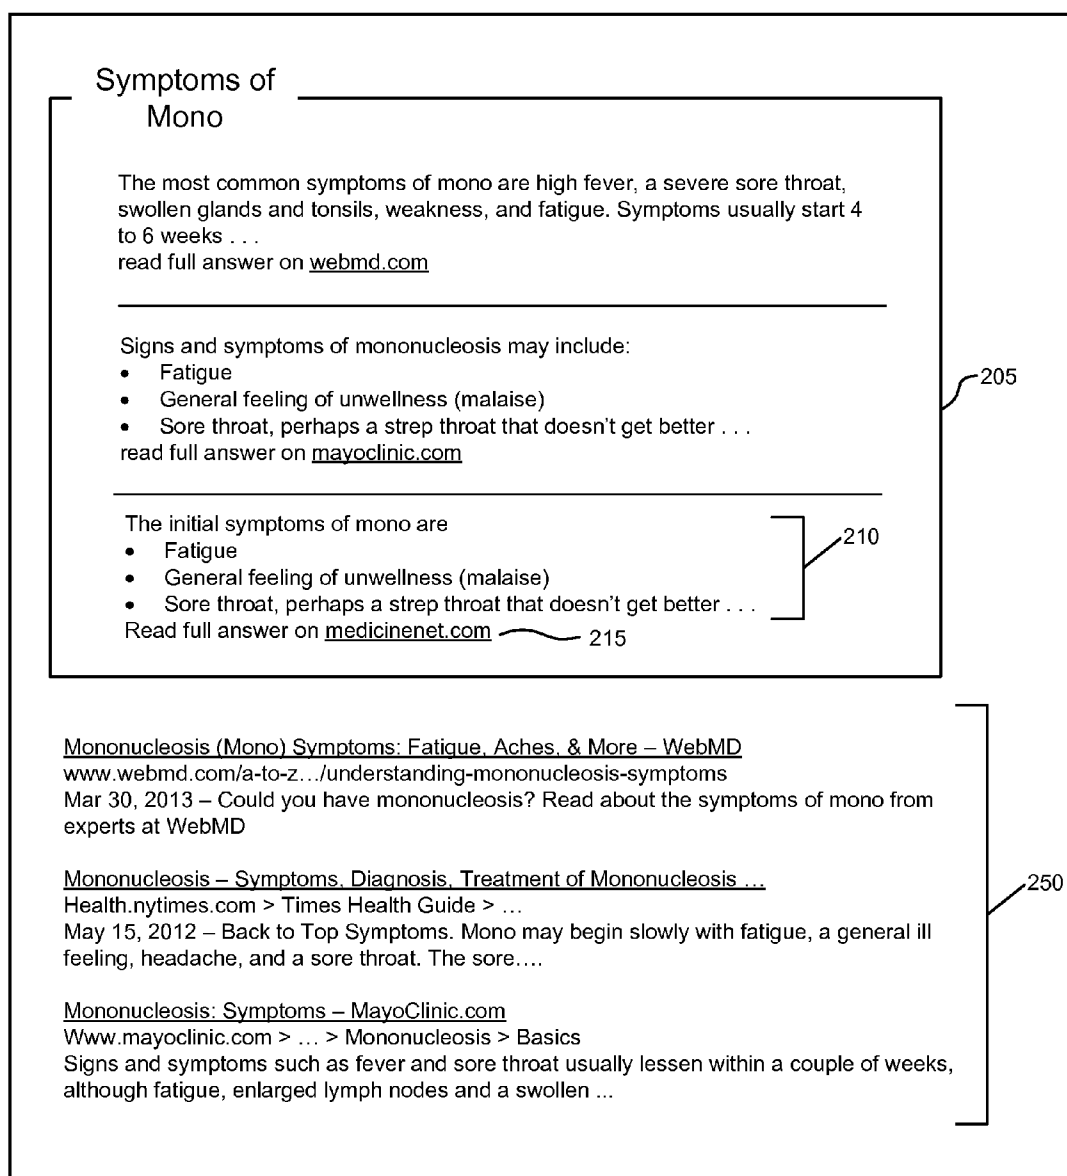 Symptoms of
Mono
The most common symptoms of mono are high fever, a severe sore throat,
swollen glands and tonsils, weakness, and fatigue. Symptoms usually start 4
to 6 weeks . . .
read full answer on webmd.com
Signs and symptoms of mononucleosis may include:
• Fatigue
• General feeling of unwellness (malaise)
• Sore throat, perhaps a strep throat that doesn't get better . . .
read full answer on mayoclinic.com
205
The initial symptoms of mono are
• Fatigue
• General feeling of unwellness (malaise)
• Sore throat, perhaps a strep throat that doesn't get better . . .
210
Read full answer on medicinenet.com
215
Mononucleosis (Mono) Symptoms: Fatigue, Aches, & More – WebMD
www.webmd.com/a-to-z…/understanding-mononucleosis-symptoms
Mar 30, 2013 – Could you have mononucleosis? Read about the symptoms of mono from
experts at WebMD
Mononucleosis – Symptoms, Diagnosis, Treatment of Mononucleosis …
Health.nytimes.com > Times Health Guide > …
May 15, 2012 – Back to Top Symptoms. Mono may begin slowly with fatigue, a general ill
feeling, headache, and a sore throat. The sore….
250
Mononucleosis: Symptoms – MayoClinic.com
Www.mayoclinic.com > … > Mononucleosis > Basics
Signs and symptoms such as fever and sore throat usually lessen within a couple of weeks,
although fatigue, enlarged lymph nodes and a swollen ...